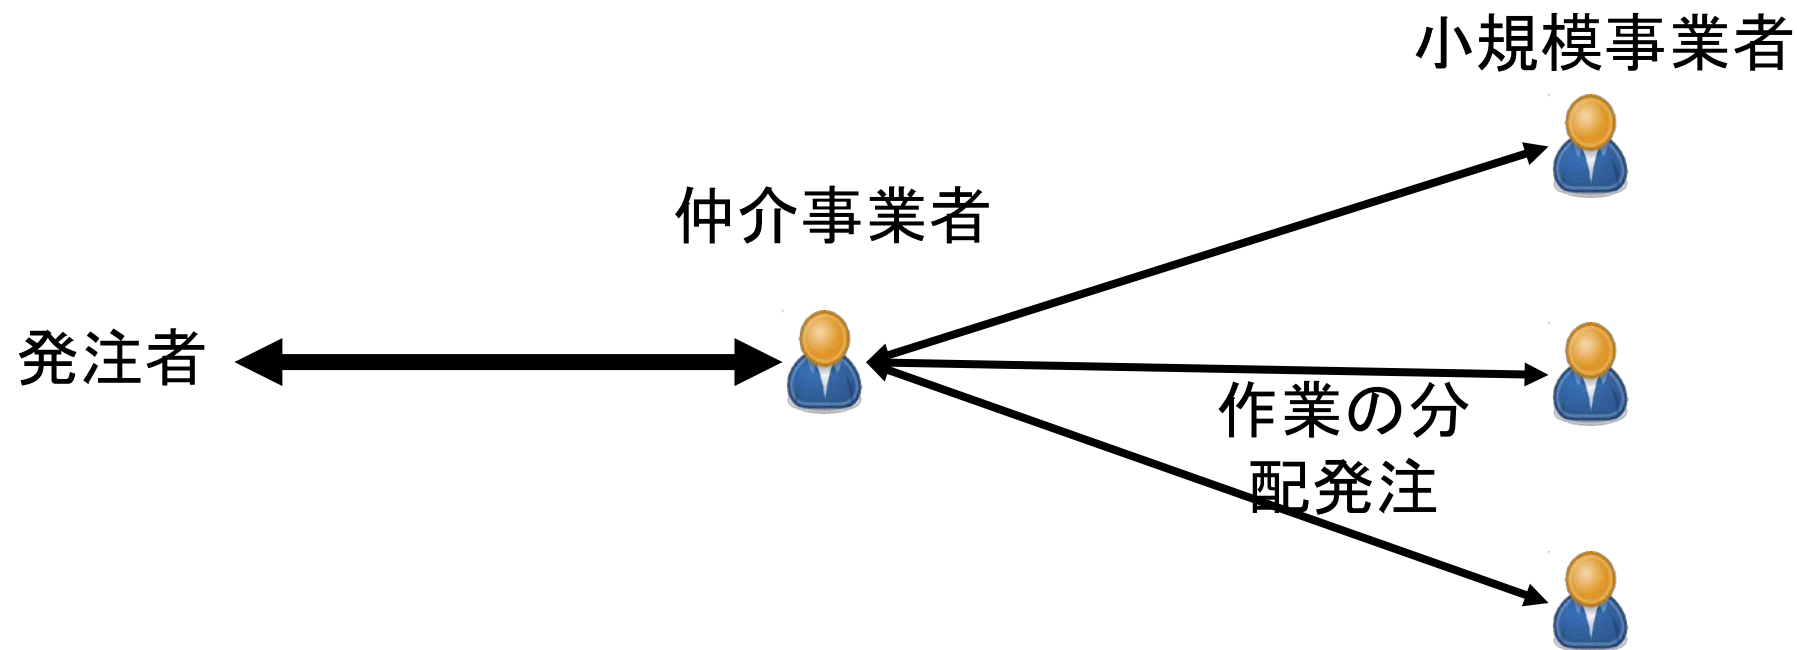 小規模事業者
仲介事業者
発注者
作業の分
配発注